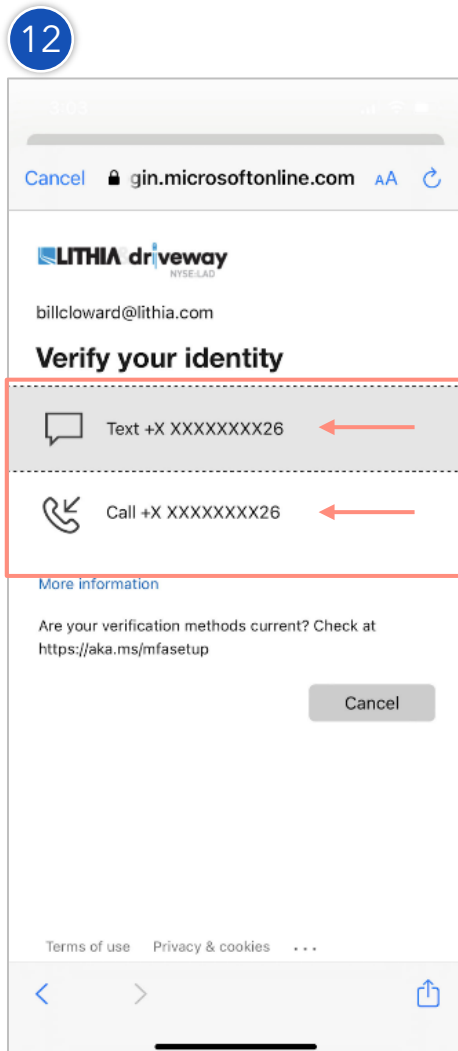 12
Cancel gin.microsoftonline.com AA
LITHIA driveway
NYSE:LAD
billcloward@lithia.com
Verify your identity
Text +X XXXXXXXX26
Call +X XXXXXXXX26
More information
Are your verification methods current? Check at
https://aka.ms/mfasetup
Cancel
Terms of use Privacy & cookies ...